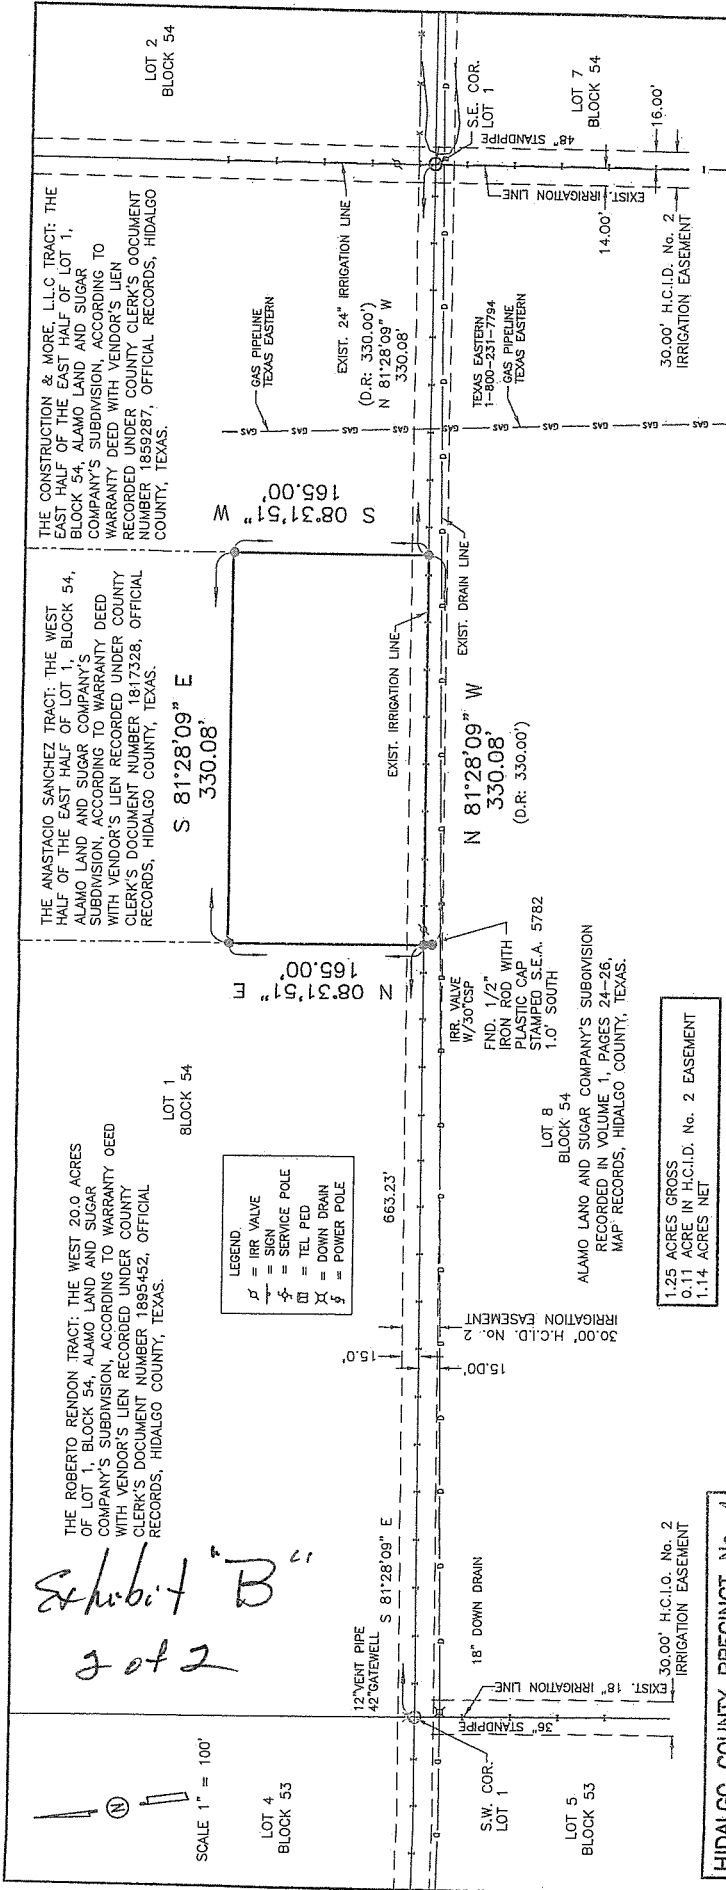 THE ROBERTO RENDON TRACT: THE WEST 20.0 ACRES
OF LOT 1, BLOCK 54, ALAMO LAND AND SUGAR
COMPANY'S SUBDIVISION, ACCORDING TO WARRANTY OEED
WITH VENDOR'S LIEN RECORDED UNDER COUNTY
CLERK'S DOCUMENT NUMBER 1895452, OFFICIAL
RECORDS, HIDALGO COUNTY, TEXAS.
THE ANASTACIO SANCHEZ TRACT: THE WEST
HALF OF THE EAST HALF OF LOT 1, BLOCK 54,
ALAMO LAND AND SUGAR COMPANY'S
SUBDIVISION, ACCORDING TO WARRANTY DEED
WITH VENDOR'S LIEN RECORDED UNDER COUNTY
CLERK'S DOCUMENT NUMBER 1817328, OFFICIAL
RECORDS, HIDALGO COUNTY, TEXAS.
THE CONSTRUCTION & MORE, L.L.C TRACT: THE
EAST HALF OF THE EAST HALF OF LOT 1,
BLOCK 54, ALAMO LAND AND SUGAR
COMPANY'S SUBDIVISION, ACCORDING TO
WARRANTY DEED WITH VENDOR'S LIEN
RECORDED UNDER COUNTY CLERK'S OOCUMENT
NUMBER 1859287, OFFICIAL RECORDS, HIDALGO
COUNTY, TEXAS.
LOT 2
BLOCK 54
Exhibit "B"
2 of 2
N
SCALE 1" = 100'
LOT 4
BLOCK 53
LOT 1
BLOCK 54
LEGEND
= IRR VALVE
= SIGN
= SERVICE POLE
= TEL PED
= DOWN DRAIN
= POWER POLE
S 81°28'09" E
330.08'
N 08°31'51" E
165.00'
S 08°31'51" W
165.00'
GAS PIPELINE
TEXAS EASTERN
GAS GAS GAS GAS
EXIST. 24" IRRIGATION LINE
(D.R: 330.00')
N 81°28'09" W
330.08'
EXIST. IRRIGATION LINE
12"VENT PIPE
42"GATEWELL
S 81°28'09" E
663.23'
15.0'
15.00'
30.00' H.C.I.D. No. 2
IRRIGATION EASEMENT
S.W. COR.
LOT 1
36" STANDPIPE
18" DOWN DRAIN
EXIST. 18" IRRIGATION LINE
LOT 5
BLOCK 53
30.00' H.C.I.O. No. 2
IRRIGATION EASEMENT
IRR. VALVE
W/30"CSP
FND. 1/2"
IRON ROD WITH
PLASTIC CAP
STAMPED S.E.A. 5782
1.0' SOUTH
N 81°28'09" W
330.08'
(D.R: 330.00')
EXIST. DRAIN LINE
TEXAS EASTERN
1-800-231-7794
GAS PIPELINE
TEXAS EASTERN
GAS GAS GAS GAS GAS
S.E. COR.
LOT 1
48" STANDPIPE
EXIST. IRRIGATION LINE
LOT 7
BLOCK 54
14.00'
16.00'
30.00' H.C.I.D. No. 2
IRRIGATION EASEMENT
LOT 8
BLOCK 54
ALAMO LANO AND SUGAR COMPANY'S SUBOIVISION
RECORDED IN VOLUME 1, PAGES 24-26,
MAP RECORDS, HIDALGO COUNTY, TEXAS.
1.25 ACRES GROSS
0.11 ACRE IN H.C.I.D. No. 2 EASEMENT
1.14 ACRES NET
HIDALGO COUNTY PRECINCT No.